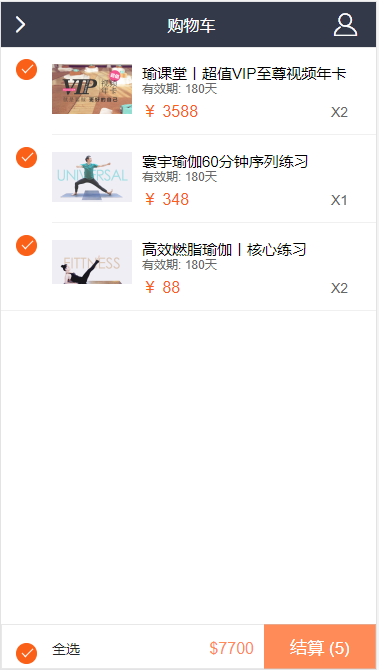 购物车
VIP
瑜课堂丨超值VIP至尊视频年卡
有效期: 180天
￥ 3588
X2
UNIVERSAL
寰宇瑜伽60分钟序列练习
有效期: 180天
￥ 348
X1
FITTNESS
高效燃脂瑜伽丨核心练习
有效期: 180天
￥ 88
X2
全选
$7700
结算 (5)